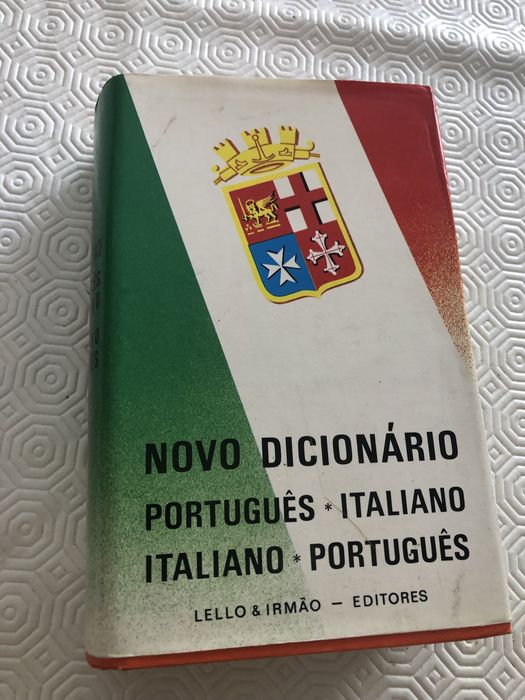 NOVO DICIONÁRIO
PORTUGUÊS * ITALIANO
ITALIANO * PORTUGUÊS
LELLO & IRMÃO – EDITORES